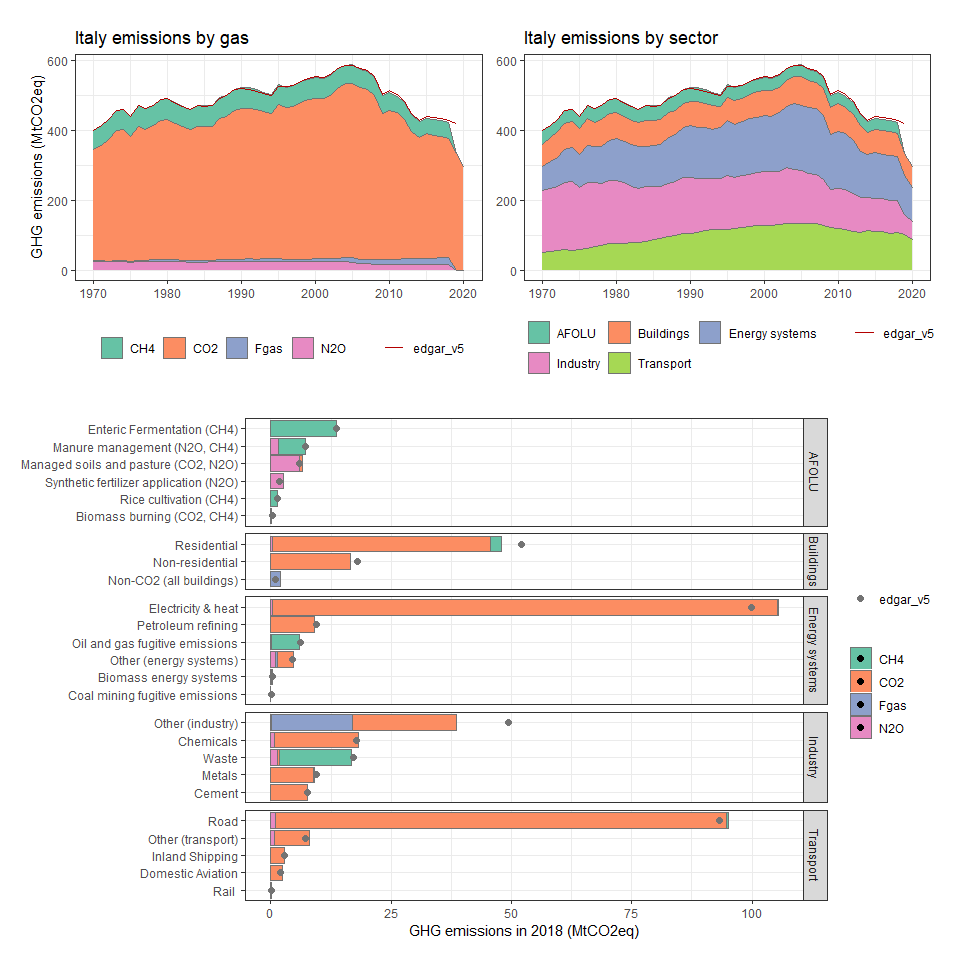 Italy emissions by gas
GHG emissions (MtCO2eq)
600
400
200
0
1970
1980
1990
2000
2010
2020
CH4
CO2
Fgas
N2O
edgar_v5
Italy emissions by sector
600
400
200
0
1970
1980
1990
2000
2010
2020
AFOLU
Buildings
Energy systems
edgar_v5
Industry
Transport
Enteric Fermentation (CH4)
Manure management (N2O, CH4)
Managed soils and pasture (CO2, N2O)
Synthetic fertilizer application (N2O)
Rice cultivation (CH4)
Biomass burning (CO2, CH4)
AFOLU
Residential
Non-residential
Non-CO2 (all buildings)
Buildings
Electricity & heat
Petroleum refining
Oil and gas fugitive emissions
Other (energy systems)
Biomass energy systems
Coal mining fugitive emissions
Energy systems
Other (industry)
Chemicals
Waste
Metals
Cement
Industry
Road
Other (transport)
Inland Shipping
Domestic Aviation
Rail
Transport
0
25
50
75
100
GHG emissions in 2018 (MtCO2eq)
edgar_v5
CH4
CO2
Fgas
N2O